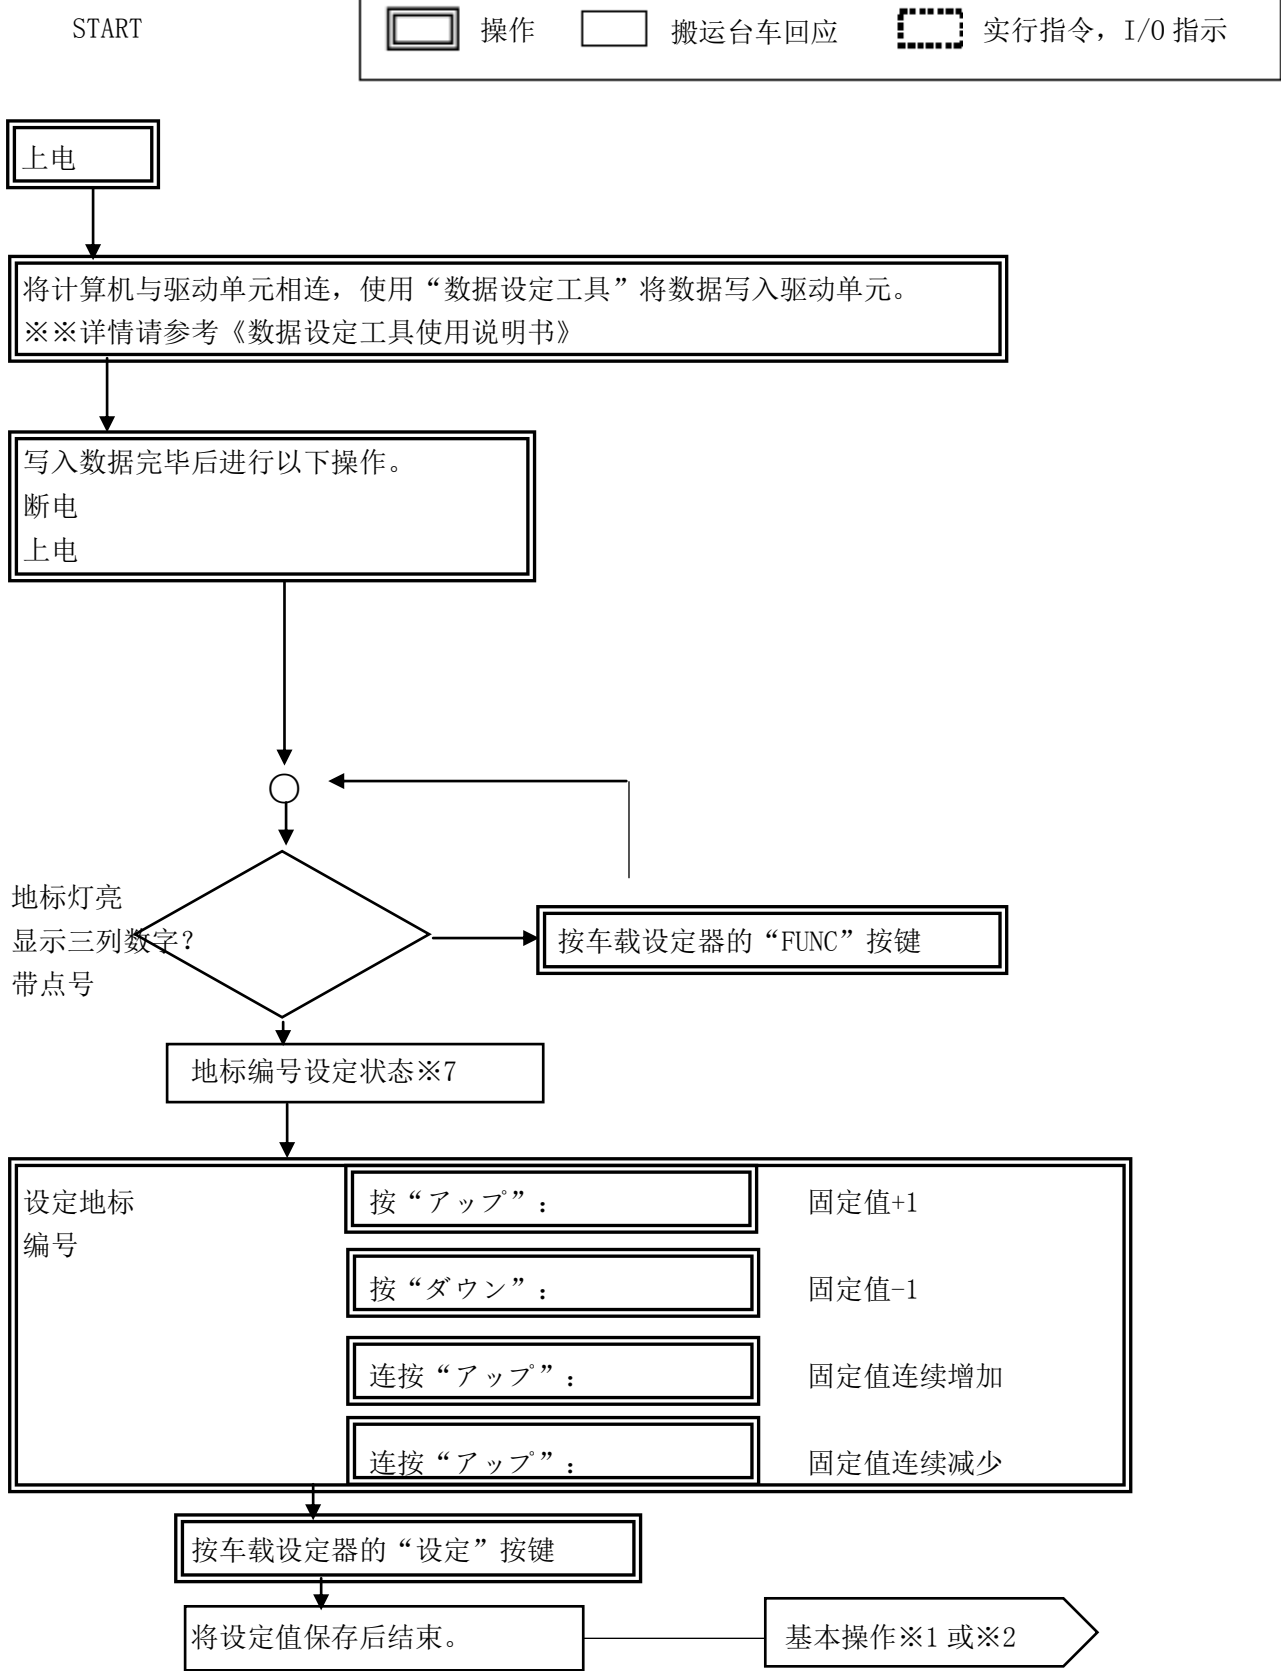 START
操作
搬运台车回应
实行指令，I/O 指示
上电
将计算机与驱动单元相连，使用“数据设定工具”将数据写入驱动单元。
※※详情请参考《数据设定工具使用说明书》
写入数据完毕后进行以下操作。
断电
上电
地标灯亮
显示三列数字？
带点号
按车载设定器的“FUNC”按键
地标编号设定状态※7
设定地标
编号
按“アップ”：
固定值+1
按“ダウン”：
固定值-1
连按“アップ”：
固定值连续增加
连按“アップ”：
固定值连续减少
按车载设定器的“设定”按键
将设定值保存后结束。
基本操作※1 或※2